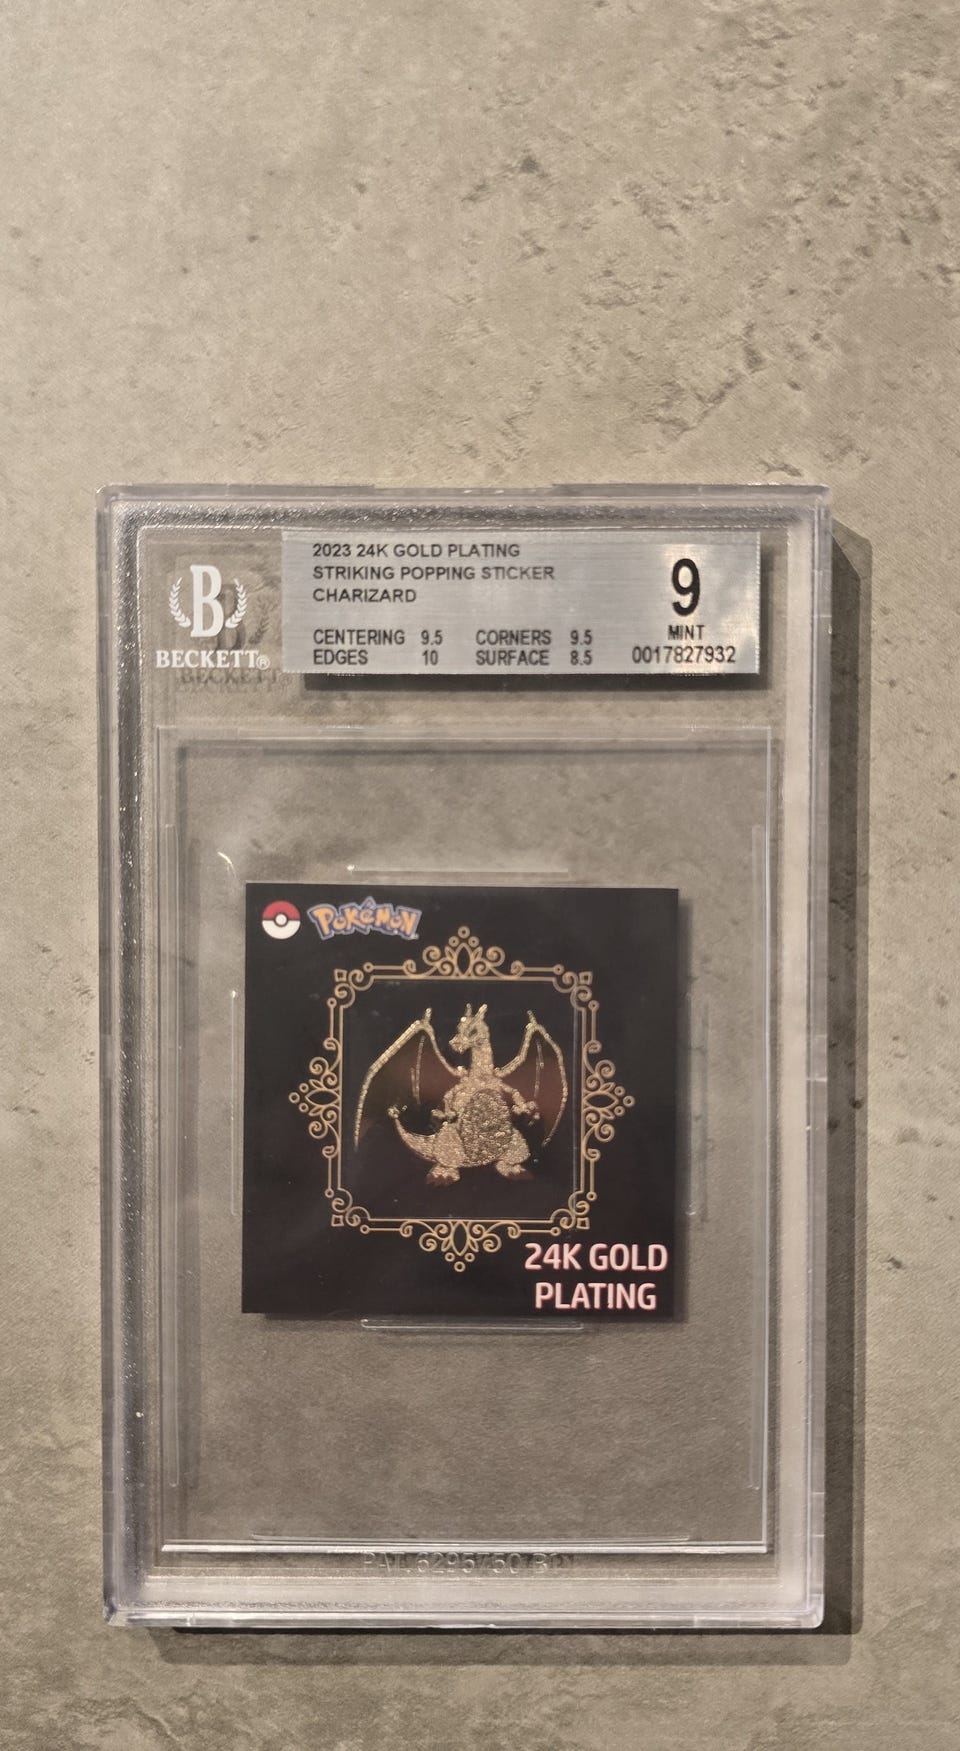 2023 24K GOLD PLATING
STRIKING POPPING STICKER
CHARIZARD
CENTERING 9.5 CORNERS 9.5
EDGES 10 SURFACE 8.5
9
MINT
0017827932
B
BECKETT®
POKéMON
24K GOLD
PLATING